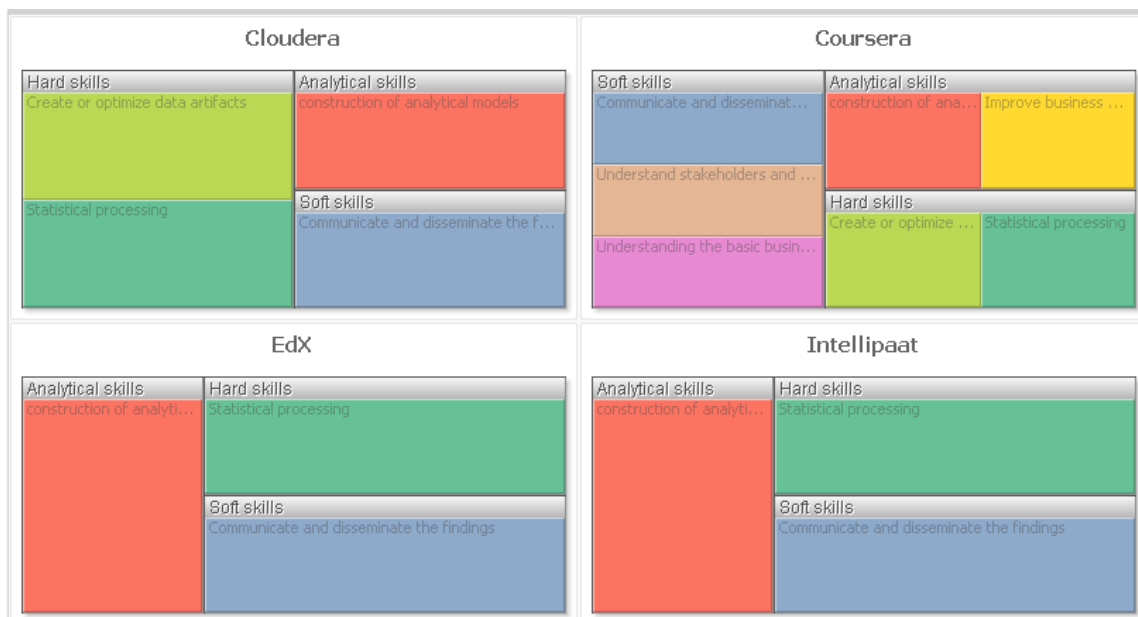 Cloudera
Hard skills
Create or optimize data artifacts
Statistical processing
Analytical skills
construction of analytical models
Soft skills
Communicate and disseminate the f...
Coursera
Soft skills
Communicate and disseminat...
Understand stakeholders and ...
Understanding the basic busin...
Analytical skills
construction of ana...
Improve business ...
Hard skills
Create or optimize ...
Statistical processing
EdX
Analytical skills
construction of analyti...
Hard skills
Statistical processing
Soft skills
Communicate and disseminate the findings
Intellipaat
Analytical skills
construction of analyti...
Hard skills
Statistical processing
Soft skills
Communicate and disseminate the findings